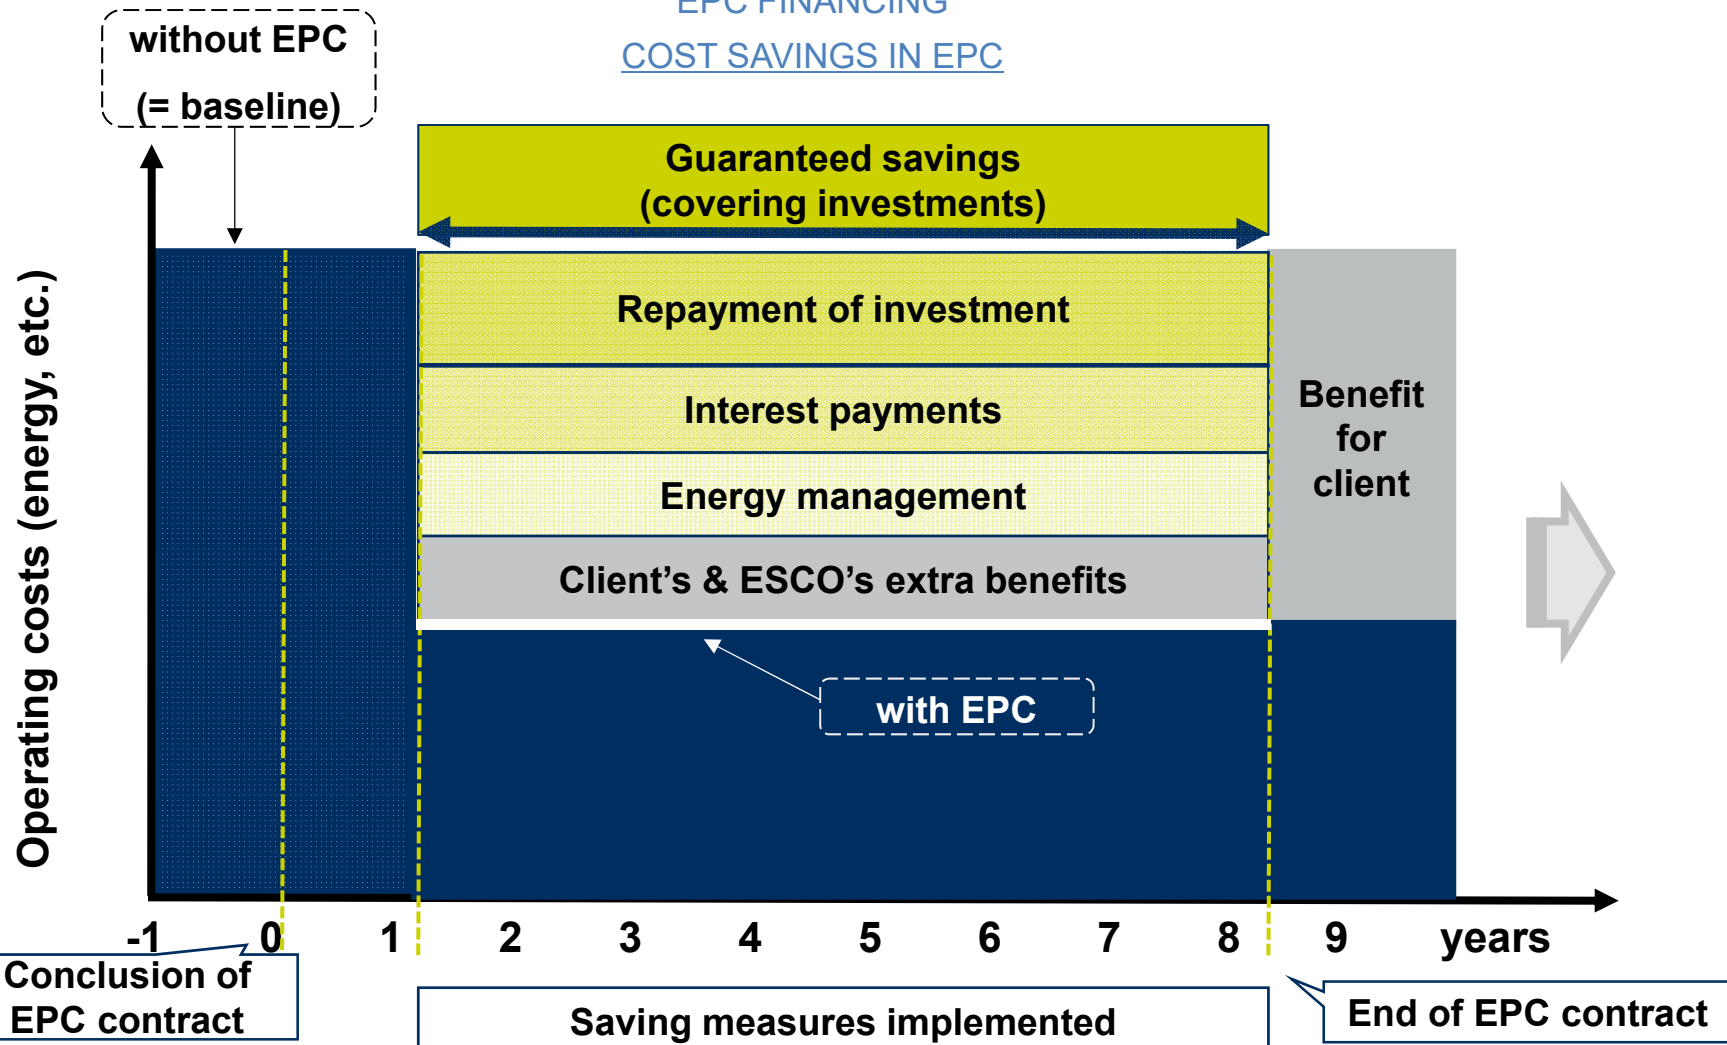 EPC FINANCING
COST SAVINGS IN EPC
without EPC
(= baseline)
Guaranteed savings
(covering investments)
Repayment of investment
Interest payments
Energy management
Client’s & ESCO’s extra benefits
Benefit
for
client
with EPC
Operating costs (energy, etc.)
-1 0 1 2 3 4 5 6 7 8 9 years
Conclusion of
EPC contract
Saving measures implemented
End of EPC contract